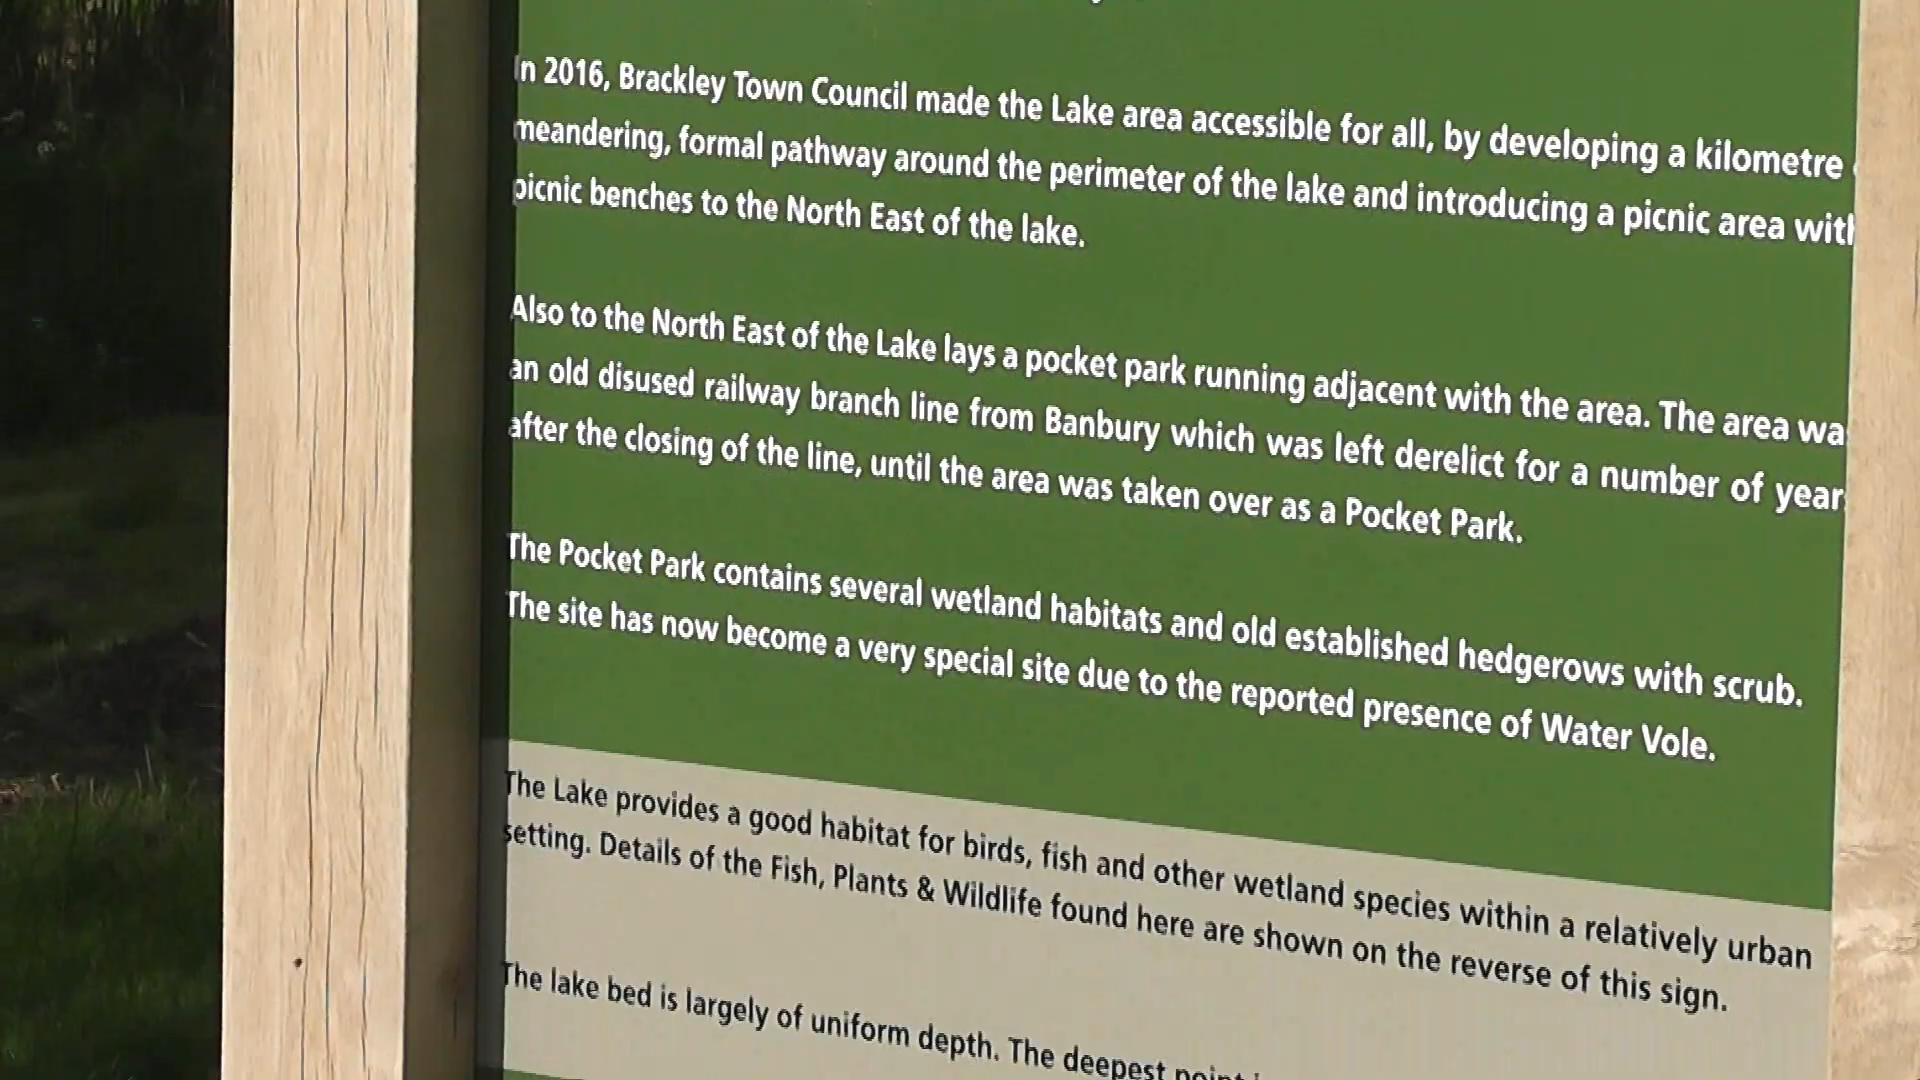 In 2016, Brackley Town Council made the Lake area accessible for all, by developing a kilometre
meandering, formal pathway around the perimeter of the lake and introducing a picnic area with
picnic benches to the North East of the lake.
Also to the North East of the Lake lays a pocket park running adjacent with the area. The area was
an old disused railway branch line from Banbury which was left derelict for a number of years
after the closing of the line, until the area was taken over as a Pocket Park.
The Pocket Park contains several wetland habitats and old established hedgerows with scrub.
The site has now become a very special site due to the reported presence of Water Vole.
The Lake provides a good habitat for birds, fish and other wetland species within a relatively urban
setting. Details of the Fish, Plants & Wildlife found here are shown on the reverse of this sign.
The lake bed is largely of uniform depth. The deepest point